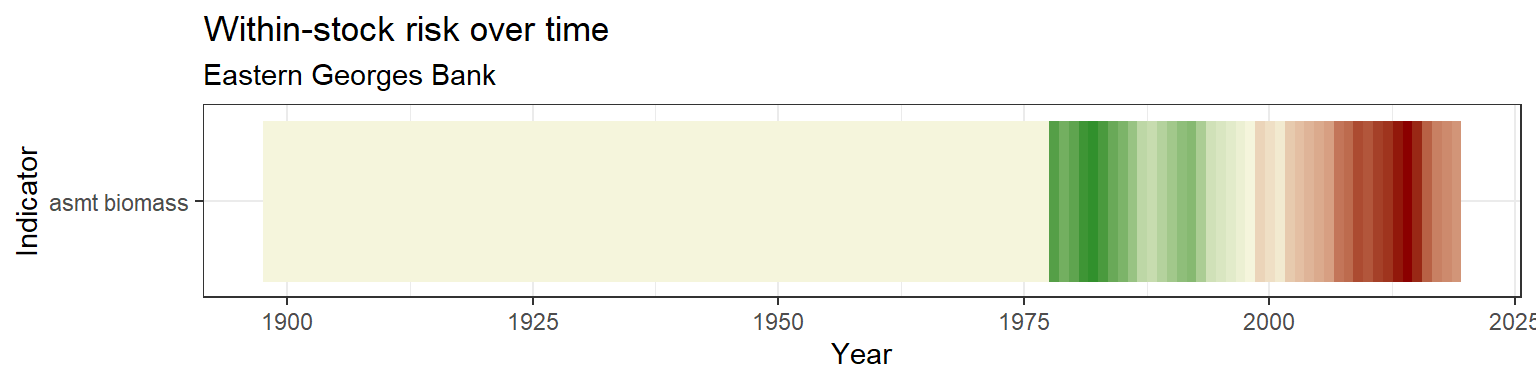 Within-stock risk over time
Eastern Georges Bank
Indicator
asmt biomass
1900 1925 1950 1975 2000 2025
Year